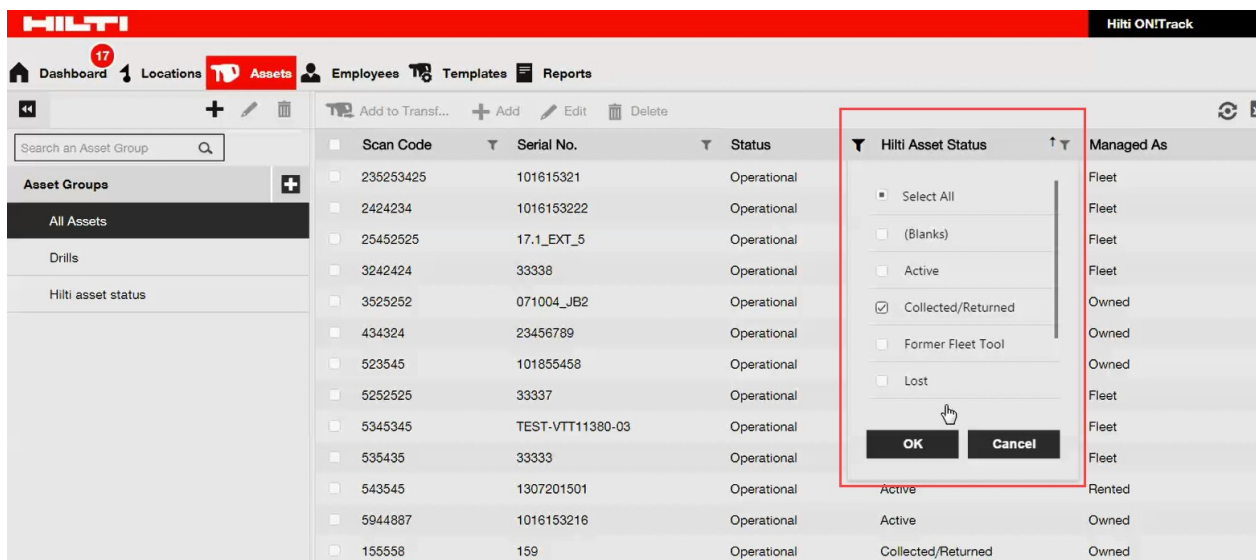 HILTI
Hilti ON!Track
17
Dashboard Locations Assets Employees Templates Reports
Add to Transf... Add Edit Delete
Search an Asset Group
Asset Groups
All Assets
Drills
Hilti asset status
Scan Code Serial No. Status Hilti Asset Status Managed As
235253425 101615321 Operational Fleet
2424234 1016153222 Operational Fleet
25452525 17.1_EXT_5 Operational Fleet
3242424 33338 Operational Fleet
3525252 071004_JB2 Operational Owned
434324 23456789 Operational Owned
523545 101855458 Operational Owned
5252525 33337 Operational Fleet
5345345 TEST-VTT11380-03 Operational Fleet
535435 33333 Operational Fleet
543545 1307201501 Operational Active Rented
5944887 1016153216 Operational Active Owned
155558 159 Operational Collected/Returned Owned
Select All
(Blanks)
Active
Collected/Returned
Former Fleet Tool
Lost
OK Cancel